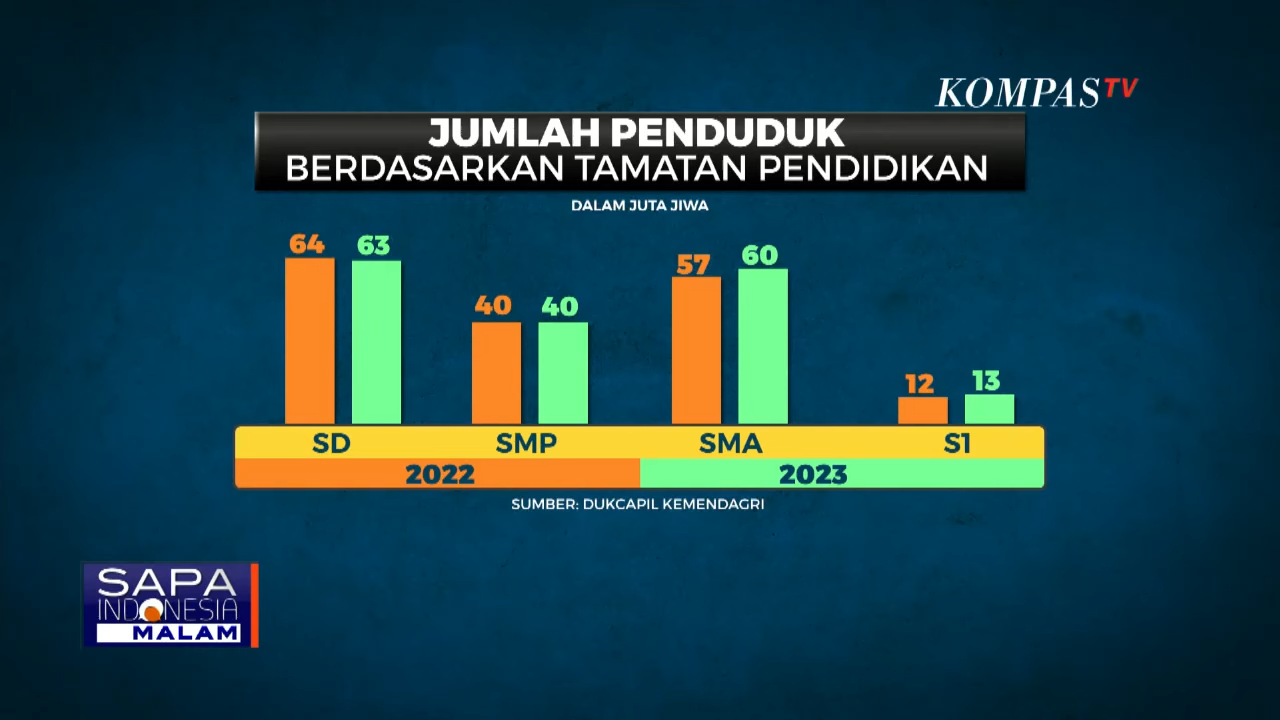 KOMPASTV
JUMLAH PENDUDUK
BERDASARKAN TAMATAN PENDIDIKAN
DALAM JUTA JIWA
64 63 40 40 57 60 12 13
SD SMP SMA S1
2022 2023
SUMBER: DUKCAPIL KEMENDAGRI
SAPA
INDONESIA
MALAM